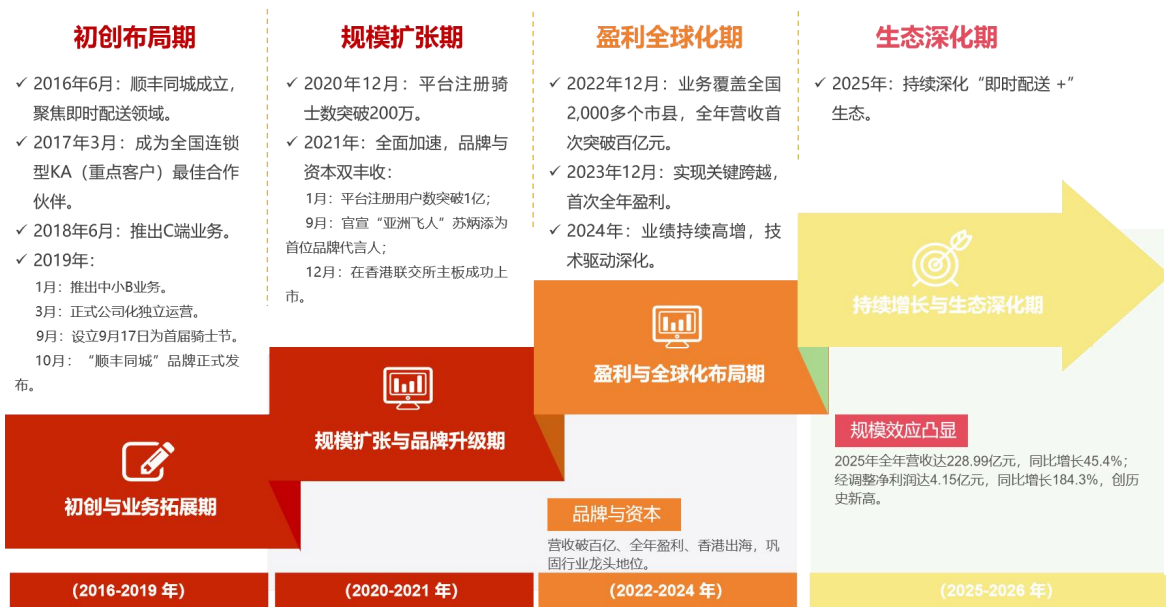 初创布局期
✓ 2016年6月：顺丰同城成立，
聚焦即时配送领域。
✓ 2017年3月：成为全国连锁
型KA（重点客户）最佳合作
伙伴。
✓ 2018年6月：推出C端业务。
✓ 2019年：
1月：推出中小B业务。
3月：正式公司化独立运营。
9月：设立9月17日为首届骑士节。
10月：“顺丰同城”品牌正式发
布。
初创与业务拓展期
（2016-2019 年）
规模扩张期
✓ 2020年12月：平台注册骑
士数突破200万。
✓ 2021年：全面加速，品牌与
资本双丰收：
1月：平台注册用户数突破1亿；
9月：官宣“亚洲飞人”苏炳添为
首位品牌代言人；
12月：在香港联交所主板成功上
市。
规模扩张与品牌升级期
（2020-2021 年）
盈利全球化期
✓ 2022年12月：业务覆盖全国
2,000多个市县，全年营收首
次突破百亿元。
✓ 2023年12月：实现关键跨越，
首次全年盈利。
✓ 2024年：业绩持续高增，技
术驱动深化。
盈利与全球化布局期
品牌与资本
营收破百亿、全年盈利、香港出海，巩
固行业龙头地位。
（2022-2024 年）
生态深化期
✓ 2025年：持续深化“即时配送 +”
生态。
持续增长与生态深化期
规模效应凸显
2025年全年营收达228.99亿元，同比增长45.4%；
经调整净利润达4.15亿元，同比增长184.3%，创历
史新高。
（2025-2026 年）